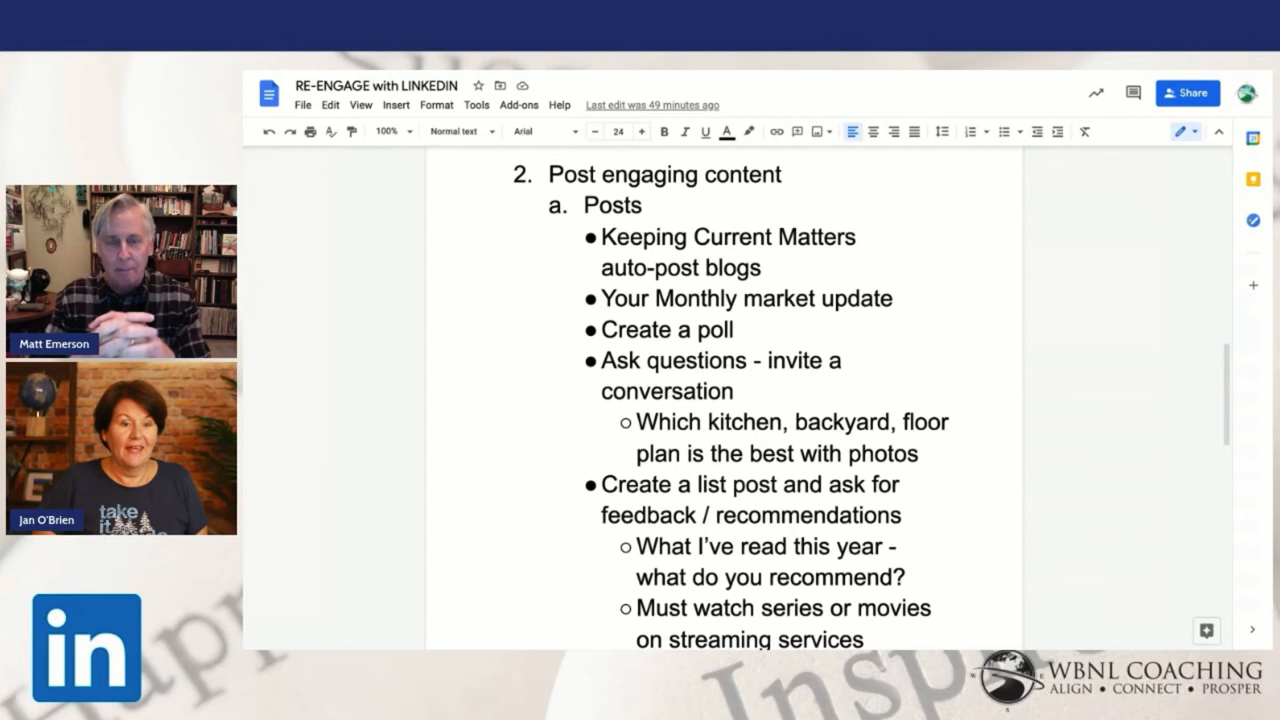 RE-ENGAGE with LINKEDIN
File Edit View Insert Format Tools Add-ons Help Last edit was 49 minutes ago
Share
100% Normal text Arial 24 B I U A
2. Post engaging content
a. Posts
● Keeping Current Matters
auto-post blogs
● Your Monthly market update
● Create a poll
● Ask questions - invite a
conversation
○ Which kitchen, backyard, floor
plan is the best with photos
● Create a list post and ask for
feedback / recommendations
○ What I've read this year -
what do you recommend?
○ Must watch series or movies
on streaming services
Matt Emerson
take
it
Jan O'Brien
in
Inspi
WBNL COACHING
ALIGN • CONNECT • PROSPER